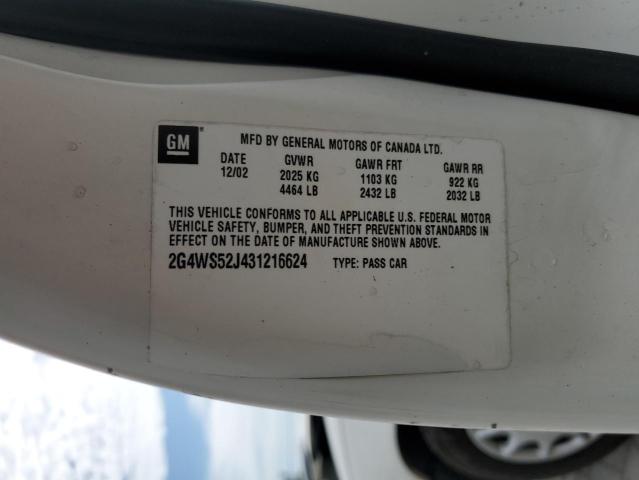 GM
MFD BY GENERAL MOTORS OF CANADA LTD.
DATE GVWR GAWR FRT GAWR RR
12/02 2025 KG 1103 KG 922 KG
4464 LB 2432 LB 2032 LB
THIS VEHICLE CONFORMS TO ALL APPLICABLE U.S. FEDERAL MOTOR
VEHICLE SAFETY, BUMPER, AND THEFT PREVENTION STANDARDS IN
EFFECT ON THE DATE OF MANUFACTURE SHOWN ABOVE.
2G4WS52J431216624 TYPE: PASS CAR